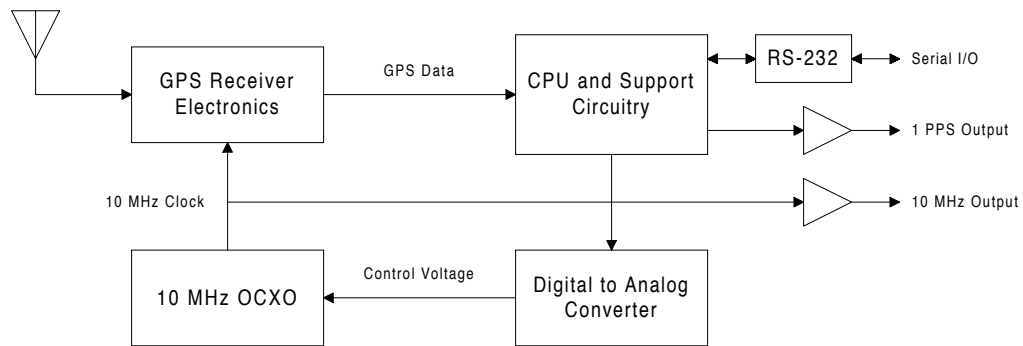 GPS Receiver
Electronics
GPS Data
CPU and Support
Circuitry
RS-232
Serial I/O
1 PPS Output
10 MHz Clock
10 MHz Output
10 MHz OCXO
Control Voltage
Digital to Analog
Converter